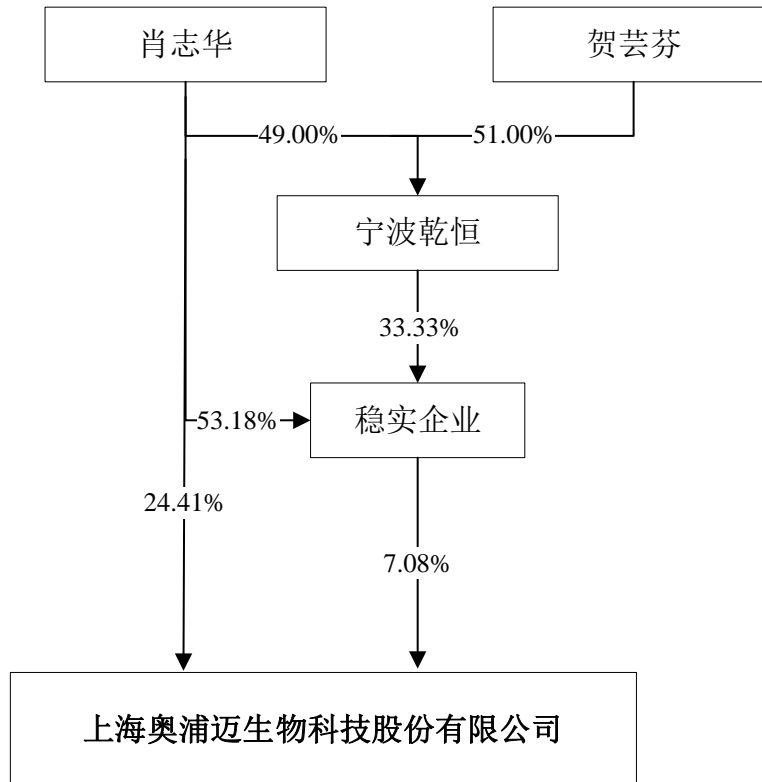 肖志华
贺芸芬
49.00%
51.00%
宁波乾恒
33.33%
稳实企业
53.18%
24.41%
7.08%
上海奥浦迈生物科技股份有限公司